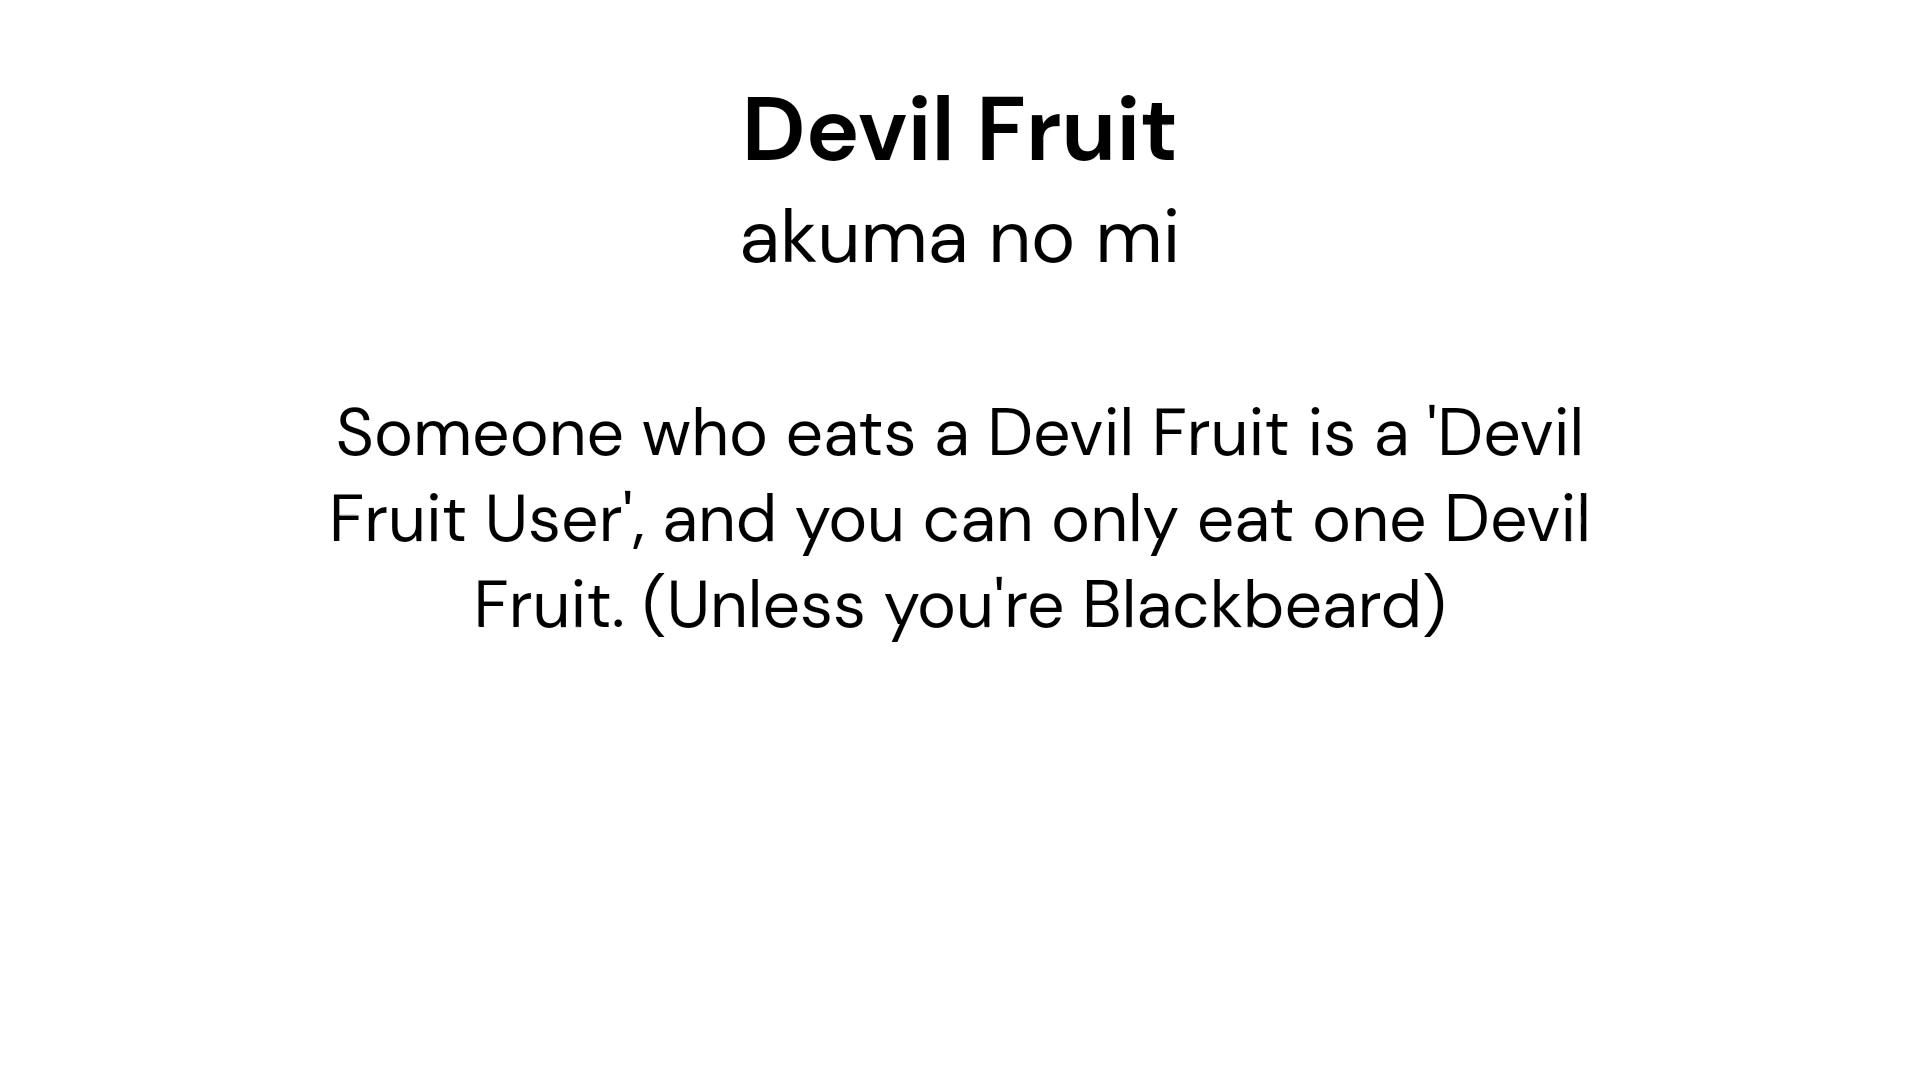 Devil Fruit
akuma no mi
Someone who eats a Devil Fruit is a 'Devil
Fruit User', and you can only eat one Devil
Fruit. (Unless you're Blackbeard)